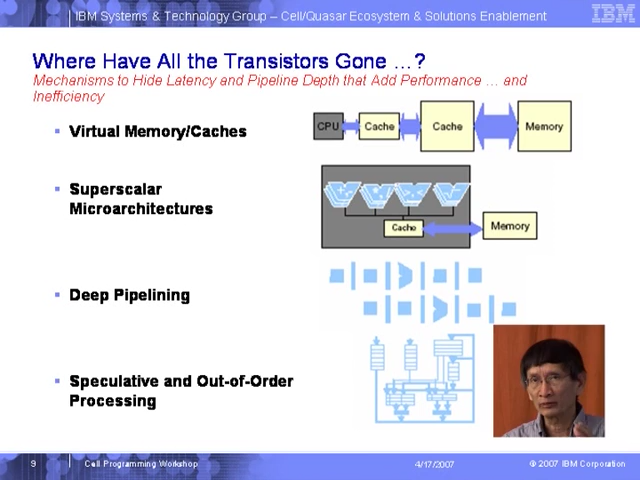 IBM Systems & Technology Group – Cell/Quasar Ecosystem & Solutions Enablement
IBM
Where Have All the Transistors Gone …?
Mechanisms to Hide Latency and Pipeline Depth that Add Performance … and
Inefficiency
Virtual Memory/Caches
CPU
Cache
Cache
Memory
Superscalar
Microarchitectures
Cache
Memory
Deep Pipelining
Speculative and Out-of-Order
Processing
9
Cell Programming Workshop
4/17/2007
© 2007 IBM Corporation